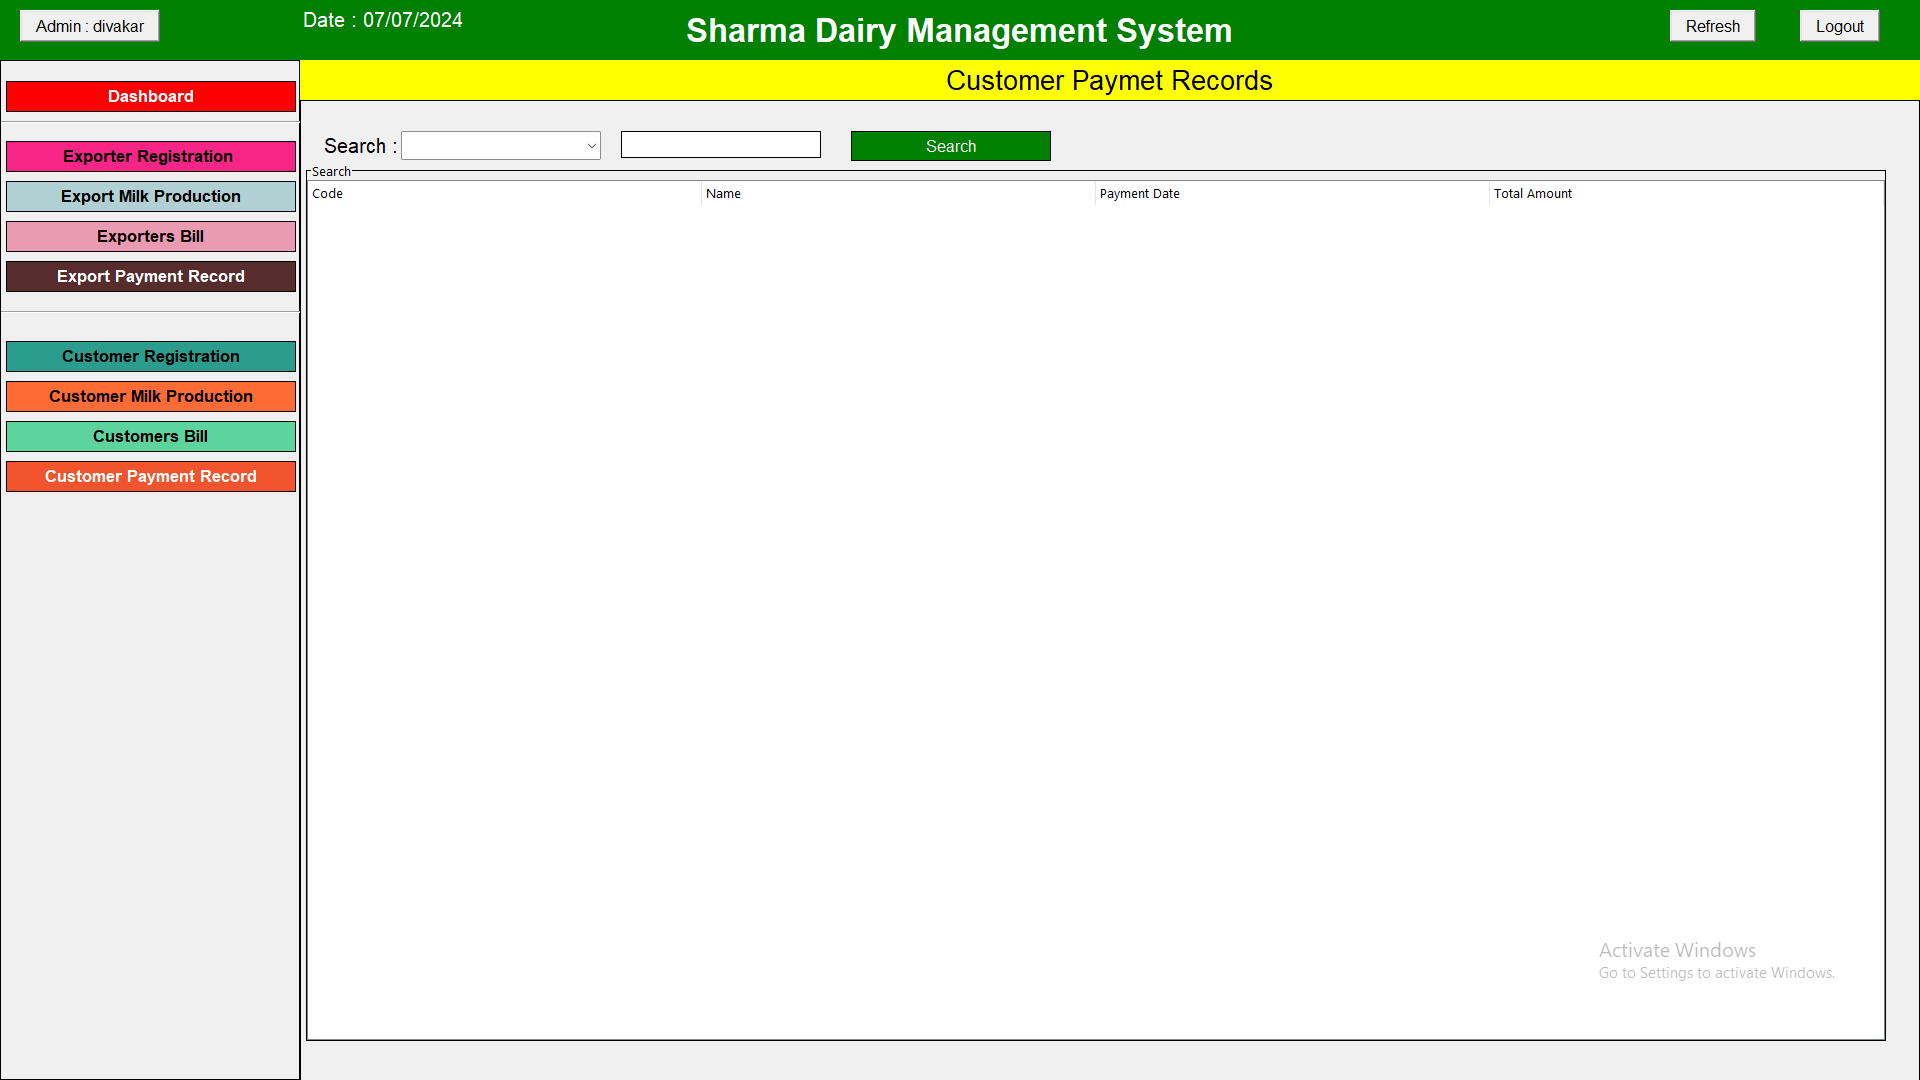 Admin : divakar
Date : 07/07/2024
Sharma Dairy Management System
Refresh
Logout
Customer Paymet Records
Dashboard
Exporter Registration
Export Milk Production
Exporters Bill
Export Payment Record
Customer Registration
Customer Milk Production
Customers Bill
Customer Payment Record
Search :
Search
Search
Code Name Payment Date Total Amount
Activate Windows
Go to Settings to activate Windows.